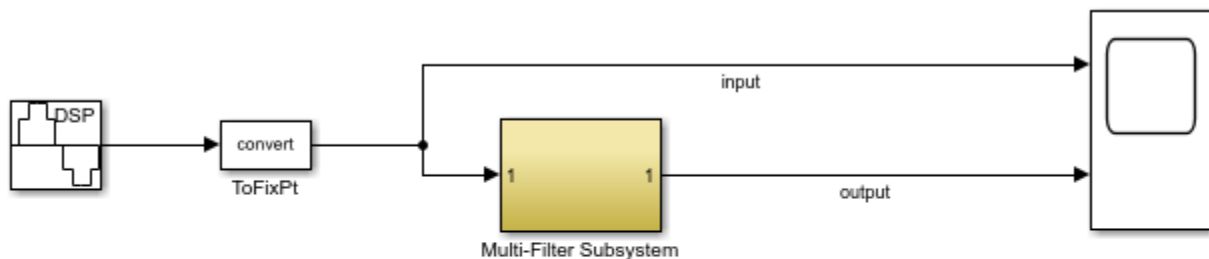 input
DSP
convert
ToFixPt
1 1
output
Multi-Filter Subsystem